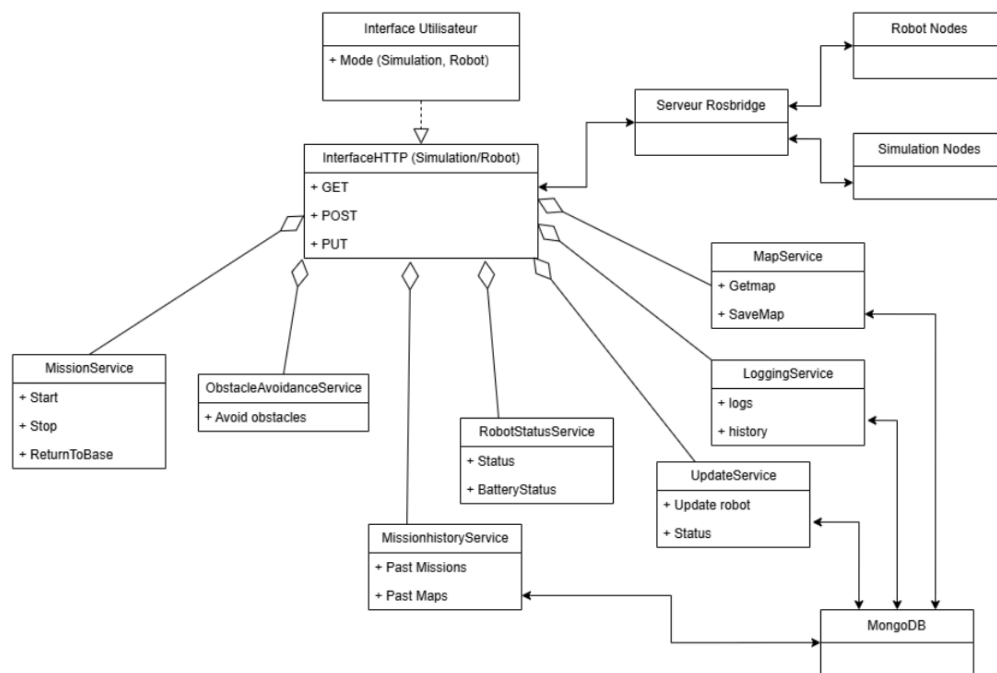 Interface Utilisateur
+ Mode (Simulation, Robot)
Robot Nodes
Serveur Rosbridge
Simulation Nodes
InterfaceHTTP (Simulation/Robot)
+ GET
+ POST
+ PUT
MapService
+ Getmap
+ SaveMap
MissionService
+ Start
+ Stop
+ ReturnToBase
ObstacleAvoidanceService
+ Avoid obstacles
RobotStatusService
+ Status
+ BatteryStatus
LoggingService
+ logs
+ history
UpdateService
+ Update robot
+ Status
MissionhistoryService
+ Past Missions
+ Past Maps
MongoDB